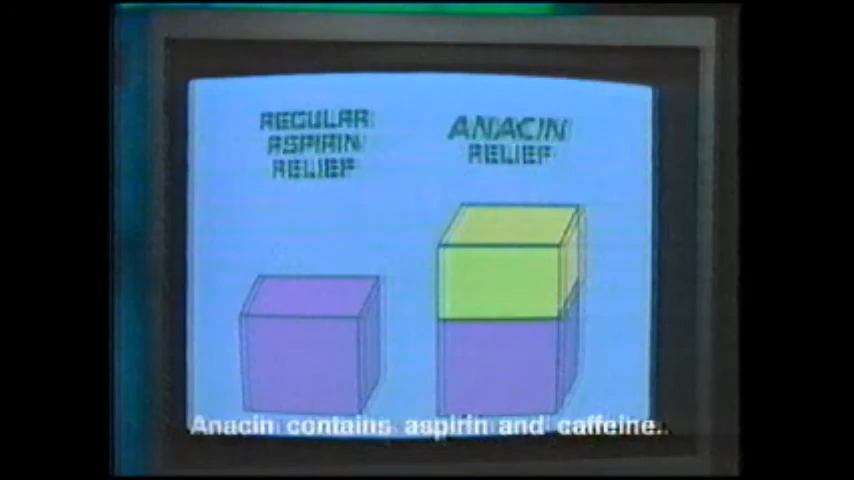 REGULAR
ASPIRIN
RELIEF
ANACIN
RELIEF
Anacin contains aspirin and caffeine.